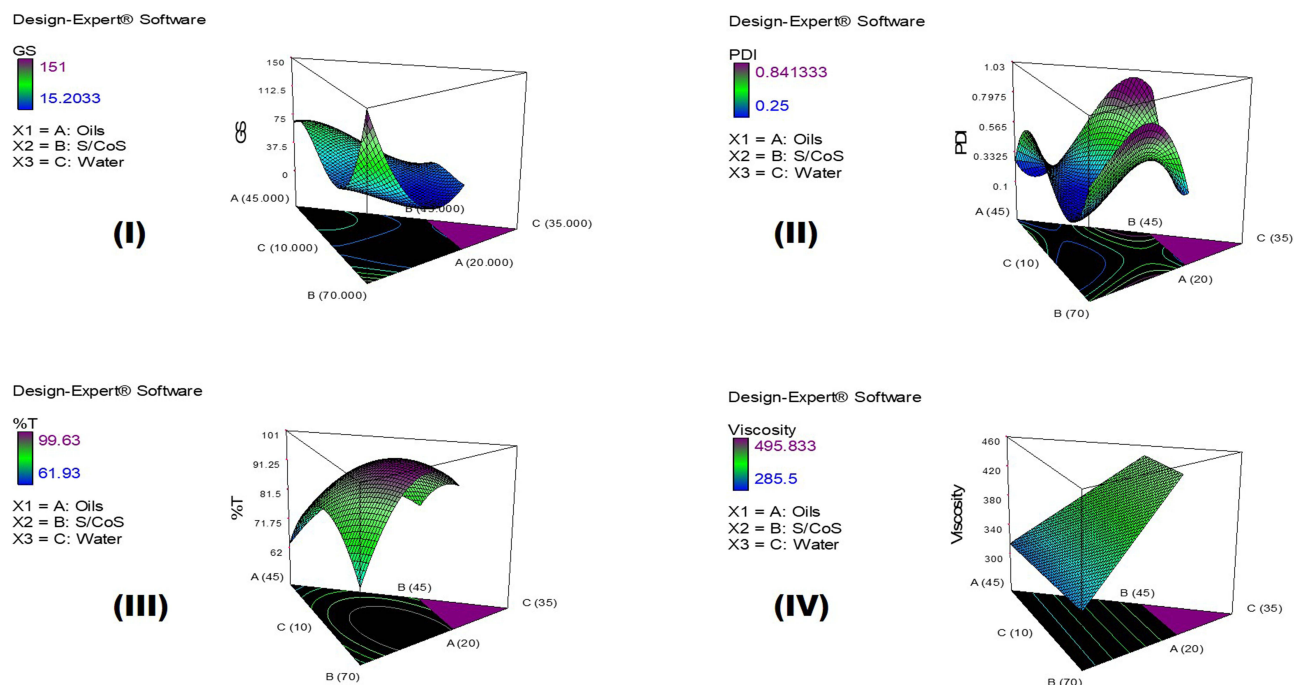 Design-Expert® Software
GS
151
15.2033
X1 = A: Oils
X2 = B: S/CoS
X3 = C: Water
(I)
150
112.5
75
37.5
0
GS
A (45.000)
B (45.000)
C (35.000)
C (10.000)
A (20.000)
B (70.000)
Design-Expert® Software
PDI
0.841333
0.25
X1 = A: Oils
X2 = B: S/CoS
X3 = C: Water
(II)
1.03
0.7975
0.565
0.3325
0.1
PDI
A (45)
B (45)
C (35)
C (10)
A (20)
B (70)
Design-Expert® Software
%T
99.63
61.93
X1 = A: Oils
X2 = B: S/CoS
X3 = C: Water
(III)
101
91.25
81.5
71.75
62
%T
A (45)
B (45)
C (35)
C (10)
A (20)
B (70)
Design-Expert® Software
Viscosity
495.833
285.5
X1 = A: Oils
X2 = B: S/CoS
X3 = C: Water
(IV)
460
420
380
340
300
Viscosity
A (45)
B (45)
C (35)
C (10)
A (20)
B (70)